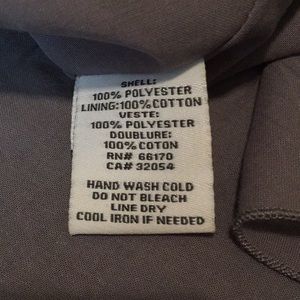 SHELL:
100% POLYESTER
LINING:100% COTTON
VESTE:
100% POLYESTER
DOUBLURE:
100% COTON
RN# 66170
CA# 32054
HAND WASH COLD
DO NOT BLEACH
LINE DRY
COOL IRON IF NEEDED